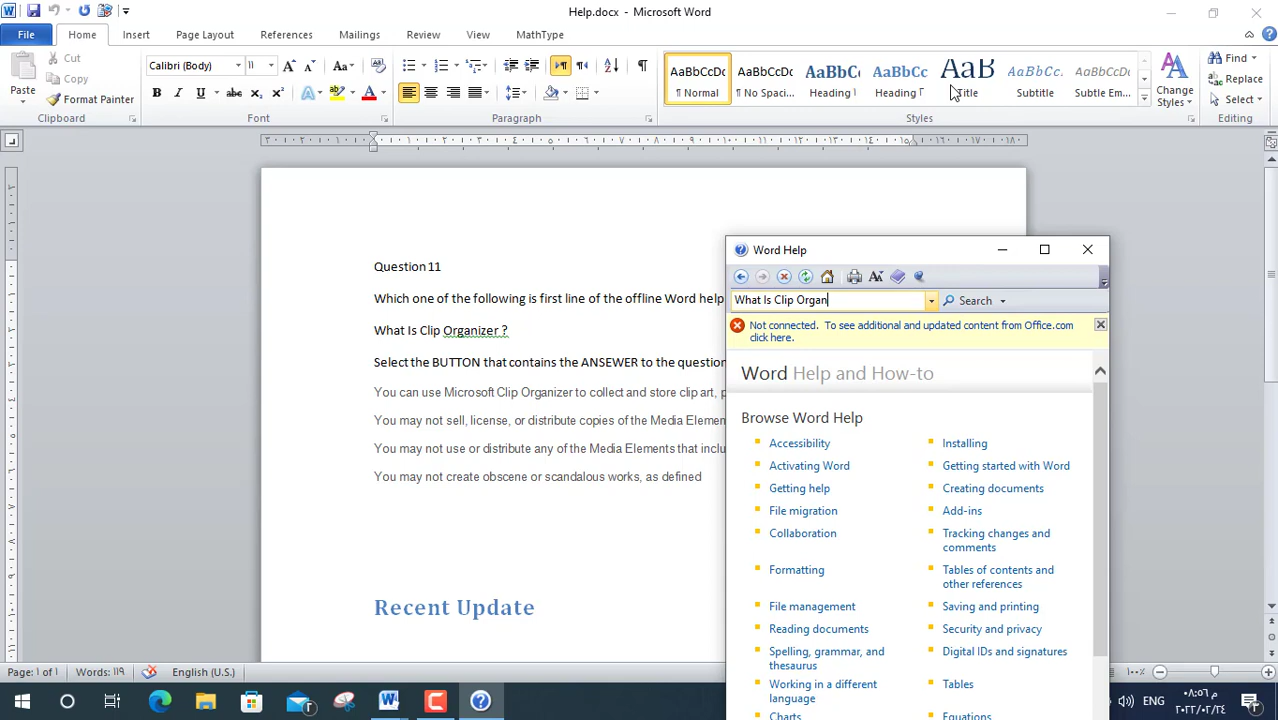 Help.docx - Microsoft Word
File Home Insert Page Layout References Mailings Review View MathType
Paste
Cut
Copy
Format Painter
Clipboard
Calibri (Body) 11
Font
Paragraph
AaBbCcDc AaBbCcDc AaBbCc AaBbCc AaB AaBbCc. AaBbCcDc
¶ Normal ¶ No Spaci... Heading 1 Heading Title Subtitle Subtle Em...
Change Styles
Styles
Find
Replace
Select
Editing
Question 11
Which one of the following is first line of the offline Word help
What Is Clip Organizer ?
Select the BUTTON that contains the ANSEWER to the question
You can use Microsoft Clip Organizer to collect and store clip art, p
You may not sell, license, or distribute copies of the Media Elemen
You may not use or distribute any of the Media Elements that inclu
You may not create obscene or scandalous works, as defined
Recent Update
Word Help
What Is Clip Organ
Search
Not connected. To see additional and updated content from Office.com
click here.
Word Help and How-to
Browse Word Help
Accessibility Installing
Activating Word Getting started with Word
Getting help Creating documents
File migration Add-ins
Collaboration Tracking changes and
comments
Formatting Tables of contents and
other references
File management Saving and printing
Reading documents Security and privacy
Spelling, grammar, and Digital IDs and signatures
thesaurus
Working in a different Tables
language
Charts Equations
Page: ١ of ١ Words: ١١٩ English (U.S.) ١٠٠٪
ENG
٠٨:٥٦ م
٢٠٢٢/٠٢/٢٤